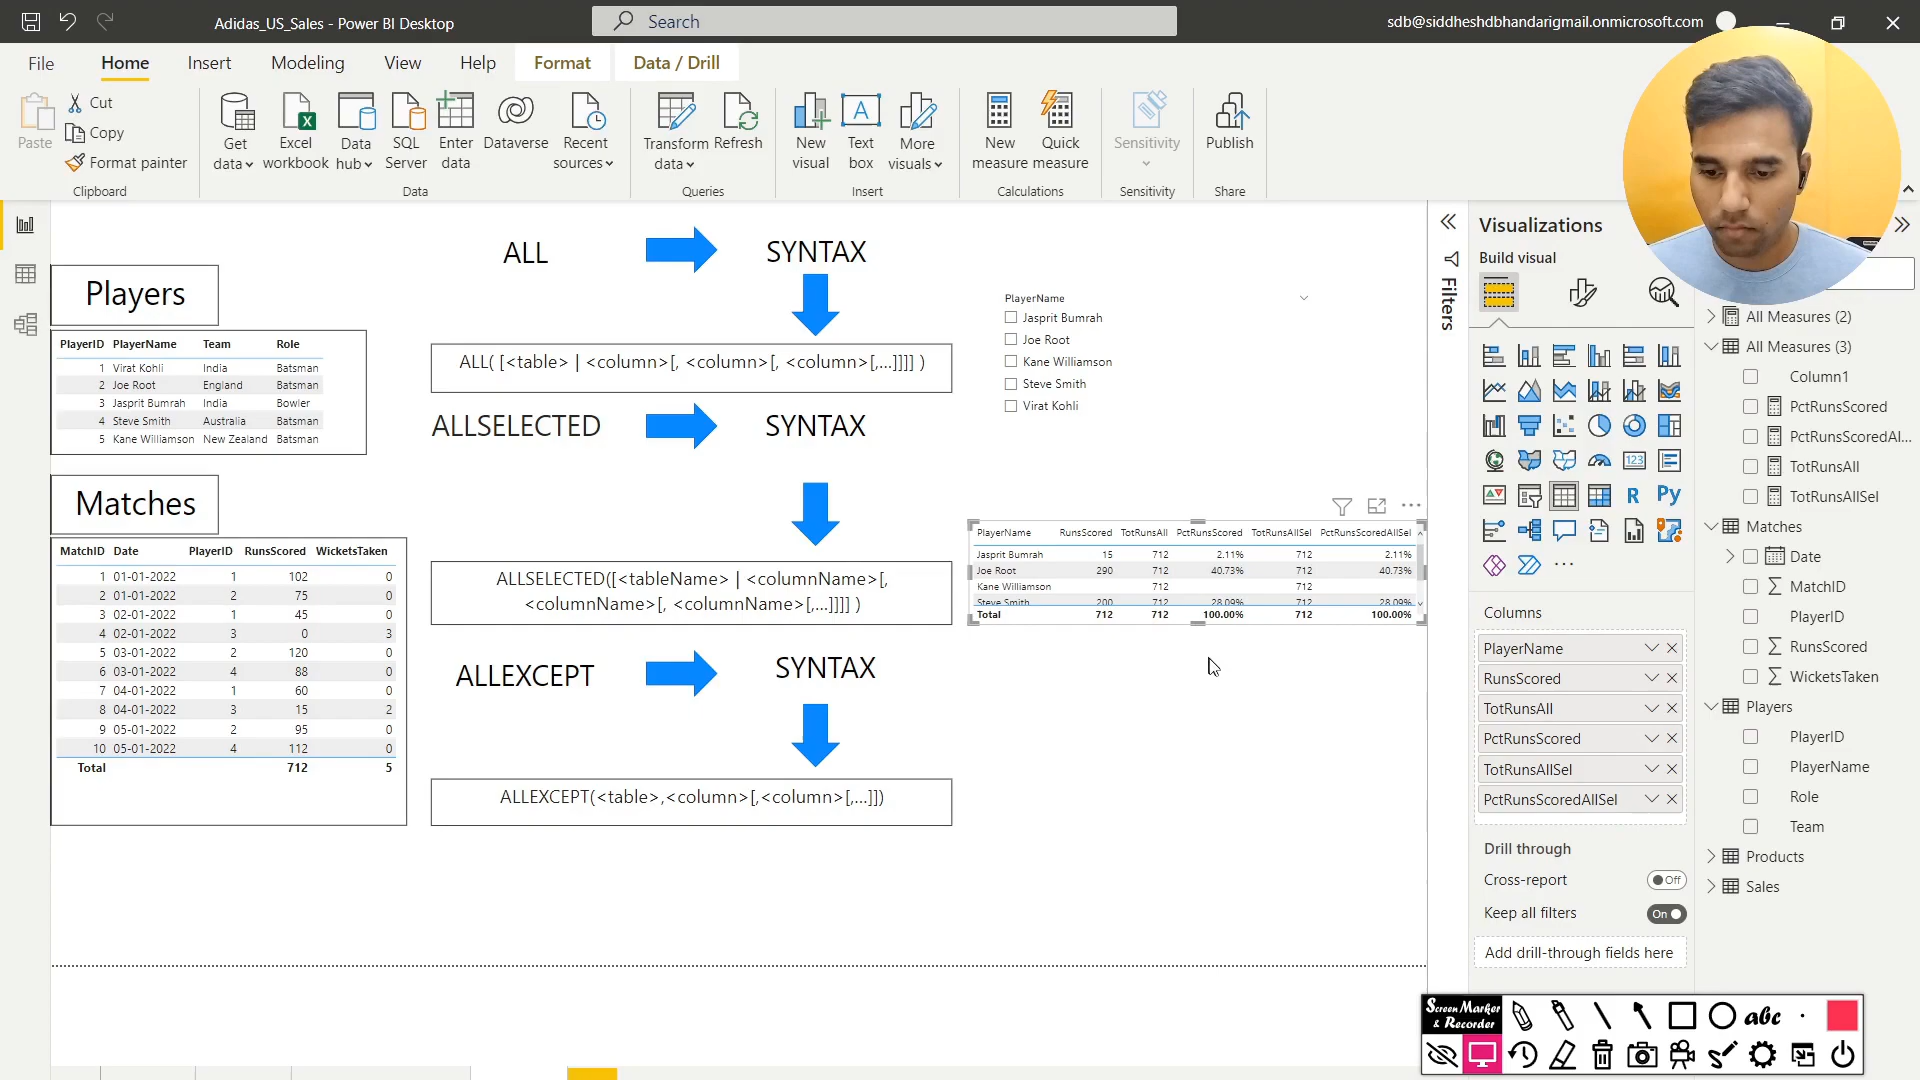 Adidas_US_Sales - Power BI Desktop
Search
sdb@siddheshdbhandarigmail.onmicrosoft.com
File Home Insert Modeling View Help Format Data / Drill
Paste
Cut
Copy
Format painter
Clipboard
Get data
Excel workbook
Data hub
SQL Server
Enter data
Dataverse
Recent sources
Data
Transform data
Refresh
Queries
New visual
Text box
More visuals
Insert
New measure
Quick measure
Calculations
Sensitivity
Sensitivity
Publish
Share
ALL SYNTAX
Players
PlayerID PlayerName Team Role
1 Virat Kohli India Batsman
2 Joe Root England Batsman
3 Jasprit Bumrah India Bowler
4 Steve Smith Australia Batsman
5 Kane Williamson New Zealand Batsman
ALL( [<table> | <column>[, <column>[, <column>[,...]]]] )
ALLSELECTED SYNTAX
Matches
MatchID Date PlayerID RunsScored WicketsTaken
1 01-01-2022 1 102 0
2 01-01-2022 2 75 0
3 02-01-2022 1 45 0
4 02-01-2022 3 0 3
5 03-01-2022 2 120 0
6 03-01-2022 4 88 0
7 04-01-2022 1 60 0
8 04-01-2022 3 15 2
9 05-01-2022 2 95 0
10 05-01-2022 4 112 0
Total 712 5
ALLSELECTED([<tableName> | <columnName>[,
<columnName>[, <columnName>[,...]]]] )
ALLEXCEPT SYNTAX
ALLEXCEPT(<table>,<column>[,<column>[,...]])
PlayerName
Jasprit Bumrah
Joe Root
Kane Williamson
Steve Smith
Virat Kohli
PlayerName RunsScored TotRunsAll PctRunsScored TotRunsAllSel PctRunsScoredAllSel
Jasprit Bumrah 15 712 2.11% 712 2.11%
Joe Root 290 712 40.73% 712 40.73%
Kane Williamson 712 712
Steve Smith 200 712 28.09% 712 28.09%
Total 712 712 100.00% 712 100.00%
Filters
Visualizations
Build visual
123
R Py
Columns
PlayerName
RunsScored
TotRunsAll
PctRunsScored
TotRunsAllSel
PctRunsScoredAllSel
Drill through
Cross-report Off
Keep all filters On
Add drill-through fields here
All Measures (2)
All Measures (3)
Column1
PctRunsScored
PctRunsScoredAl...
TotRunsAll
TotRunsAllSel
Matches
Date
MatchID
PlayerID
RunsScored
WicketsTaken
Players
PlayerID
PlayerName
Role
Team
Products
Sales
Screen Marker
& Recorder
abc